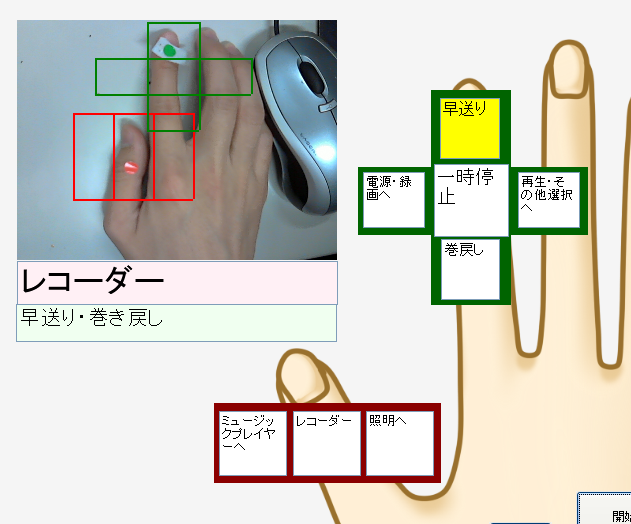 レコーダー
早送り・巻き戻し
早送り
電源・録
画へ
一時停
止
再生・そ
の他選択
へ
巻戻し
ミュージッ
クプレイヤ
ーへ
レコーダー
照明へ
開始